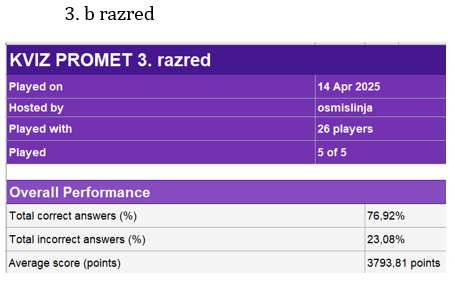 3. b razred
KVIZ PROMET 3. razred
Played on 14 Apr 2025
Hosted by osmislinja
Played with 26 players
Played 5 of 5
Overall Performance
Total correct answers (%) 76,92%
Total incorrect answers (%) 23,08%
Average score (points) 3793,81 points